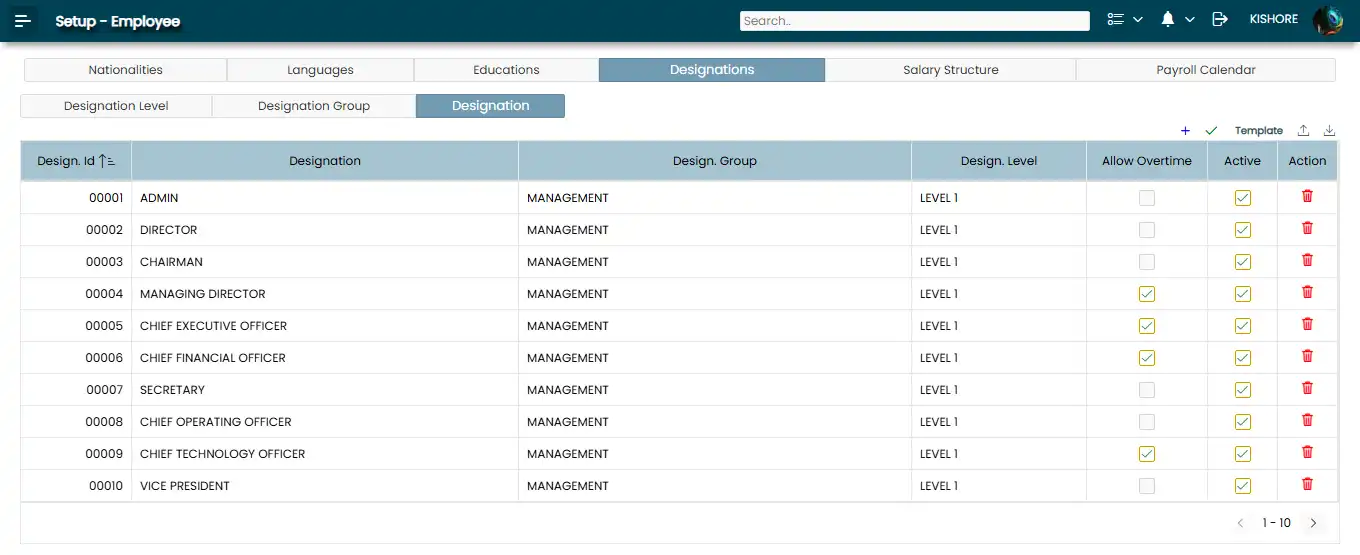 Setup - Employee Search.. KISHORE
Nationalities Languages Educations Designations Salary Structure Payroll Calendar
Designation Level Designation Group Designation
Template
Design. Id Designation Design. Group Design. Level Allow Overtime Active Action
00001 ADMIN MANAGEMENT LEVEL 1
00002 DIRECTOR MANAGEMENT LEVEL 1
00003 CHAIRMAN MANAGEMENT LEVEL 1
00004 MANAGING DIRECTOR MANAGEMENT LEVEL 1
00005 CHIEF EXECUTIVE OFFICER MANAGEMENT LEVEL 1
00006 CHIEF FINANCIAL OFFICER MANAGEMENT LEVEL 1
00007 SECRETARY MANAGEMENT LEVEL 1
00008 CHIEF OPERATING OFFICER MANAGEMENT LEVEL 1
00009 CHIEF TECHNOLOGY OFFICER MANAGEMENT LEVEL 1
00010 VICE PRESIDENT MANAGEMENT LEVEL 1
1 - 10